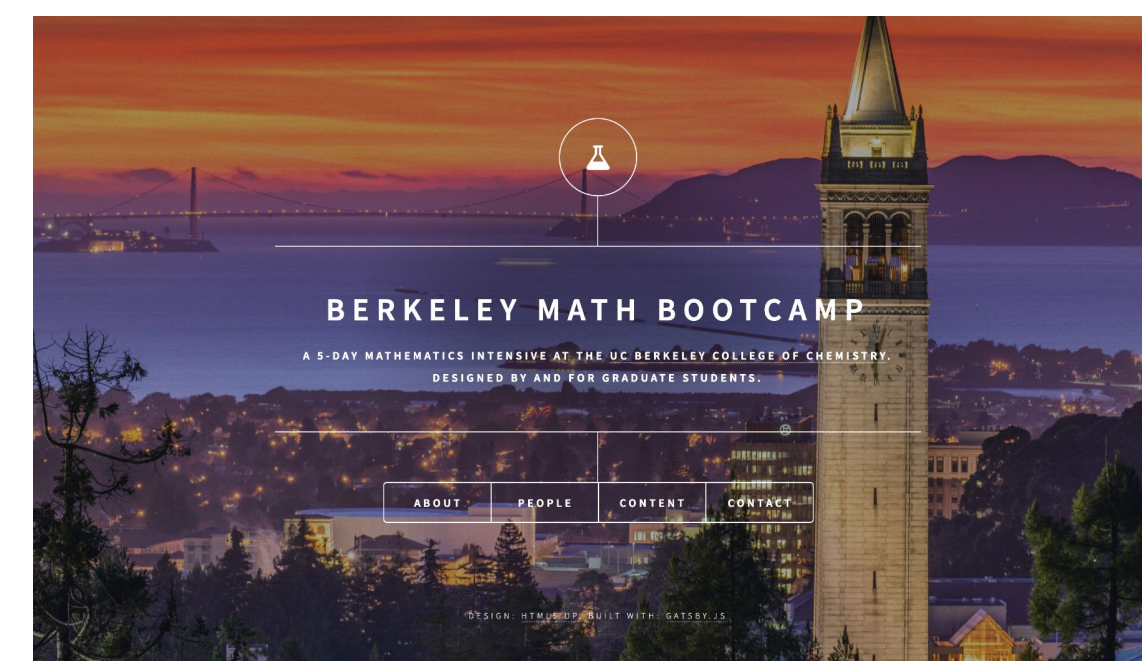 BERKELEY MATH BOOTCAMP
A 5-DAY MATHEMATICS INTENSIVE AT THE UC BERKELEY COLLEGE OF CHEMISTRY.
DESIGNED BY AND FOR GRADUATE STUDENTS.
ABOUT PEOPLE CONTENT CONTACT
DESIGN: HTML5 UP. BUILT WITH: GATSBY.JS